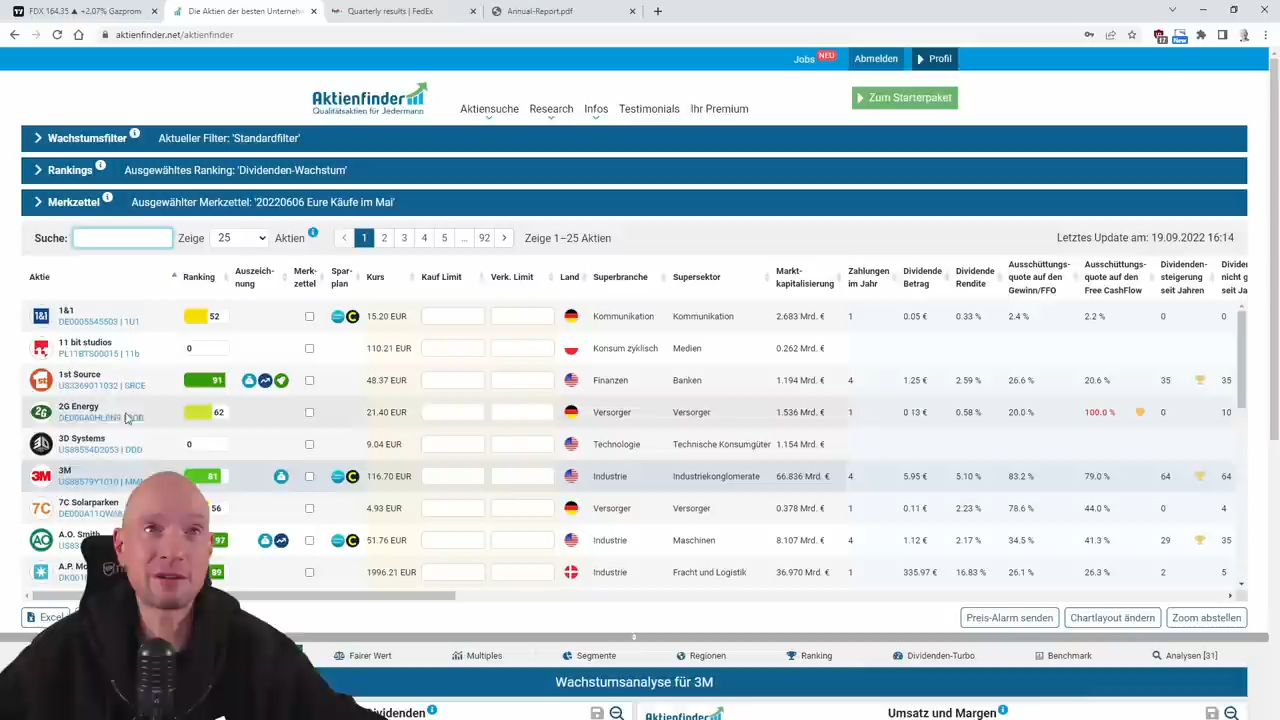 FDX 164.35 ▲ +2.07% Gazprom
Die Aktien der besten Unterneh
Quarterly results | FedEx
Annual-Report.pdf
aktienfinder.net/aktienfinder
17
New
Jobs NEU
Abmelden
Profil
Aktienfinder
Qualitätsaktien für Jedermann
Aktiensuche
Research
Infos
Testimonials
Ihr Premium
Zum Starterpaket
Wachstumsfilter Aktueller Filter: 'Standardfilter'
Rankings Ausgewähltes Ranking: 'Dividenden-Wachstum'
Merkzettel Ausgewählter Merkzettel: '20220606 Eure Käufe im Mai'
Suche: Zeige 25 Aktien < 1 2 3 4 5 ... 92 > Zeige 1–25 Aktien Letztes Update am: 19.09.2022 16:14
Aktie Ranking Auszeich-nung Merk-zettel Spar-plan Kurs Kauf Limit Verk. Limit Land Superbranche Supersektor Markt-kapitalisierung Zahlungen im Jahr Dividende Betrag Dividende Rendite Ausschüttungs-quote auf den Gewinn/FFO Ausschüttungs-quote auf den Free CashFlow Dividenden-steigerung seit Jahren Divider nicht g seit Ja
1&1 52 15.20 EUR Kommunikation Kommunikation 2.683 Mrd. € 1 0.05 € 0.33 % 2.4 % 2.2 % 0 0
DE0005545503 | 1U1
11 bit studios 0 110.21 EUR Konsum zyklisch Medien 0.262 Mrd. €
PL11BTS00015 | 11b
1st Source 91 48.37 EUR Finanzen Banken 1.194 Mrd. € 4 1.25 € 2.59 % 26.6 % 20.6 % 35 35
US3369011032 | SRCE
2G Energy 62 21.40 EUR Versorger Versorger 1.536 Mrd. € 1 0 13 € 0.58 % 20.0 % 100.0 % 0 10
3D Systems 0 9.04 EUR Technologie Technische Konsumgüter 1.154 Mrd. €
US88554D2053 | DDD
3M 81 116.70 EUR Industrie Industriekonglomerate 66.836 Mrd. € 4 5.95 € 5.10 % 83.2 % 79.0 % 64 64
US88579Y1010 | MM
7C Solarparken 56 4.93 EUR Versorger Versorger 0.378 Mrd. € 1 0.11 € 2.23 % 78.6 % 44.0 % 0 4
DE000A11QW6
A.O. Smith 97 51.76 EUR Industrie Maschinen 8.107 Mrd. € 4 1.12 € 2.17 % 34.5 % 41.3 % 29 35
US83
A.P. Mo 89 1996.21 EUR Industrie Fracht und Logistik 36.970 Mrd. € 1 335.97 € 16.83 % 26.1 % 26.3 % 2 5
DK001
Excel
Preis-Alarm senden
Chartlayout ändern
Zoom abstellen
Fairer Wert
Multiples
Segmente
Regionen
Ranking
Dividenden-Turbo
Benchmark
Analysen [31]
Wachstumsanalyse für 3M
Dividenden
Aktienfinder
Umsatz und Margen